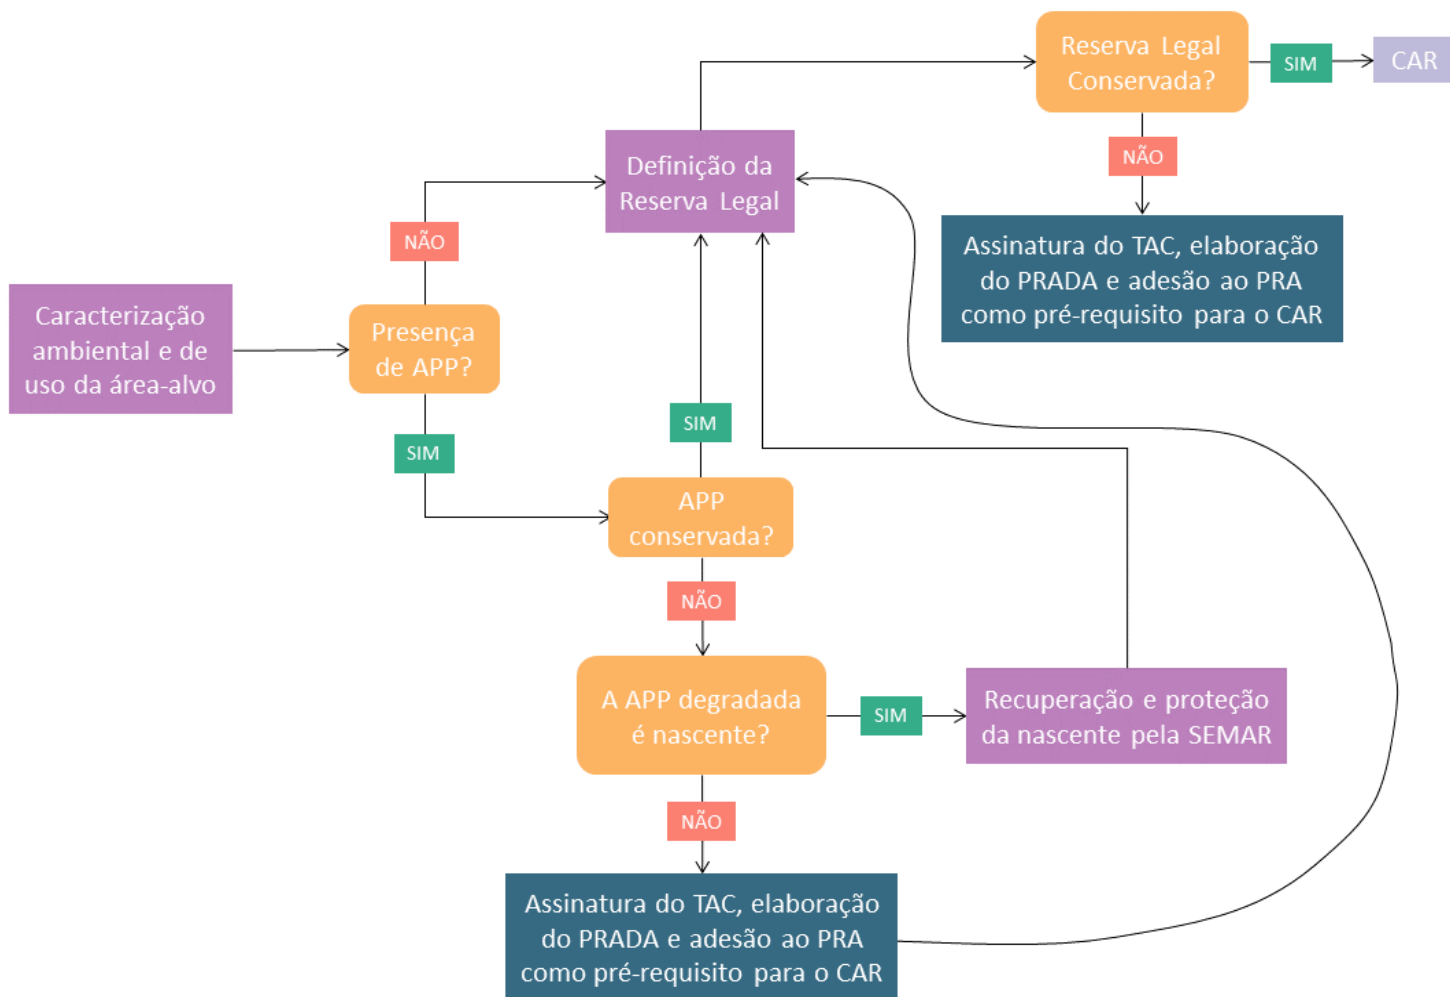 Reserva Legal
Conservada?
SIM
CAR
NÃO
Assinatura do TAC, elaboração
do PRADA e adesão ao PRA
como pré-requisito para o CAR
Definição da
Reserva Legal
NÃO
Caracterização
ambiental e de
uso da área-alvo
Presença
de APP?
SIM
SIM
APP
conservada?
NÃO
A APP degradada
é nascente?
SIM
Recuperação e proteção
da nascente pela SEMAR
NÃO
Assinatura do TAC, elaboração
do PRADA e adesão ao PRA
como pré-requisito para o CAR